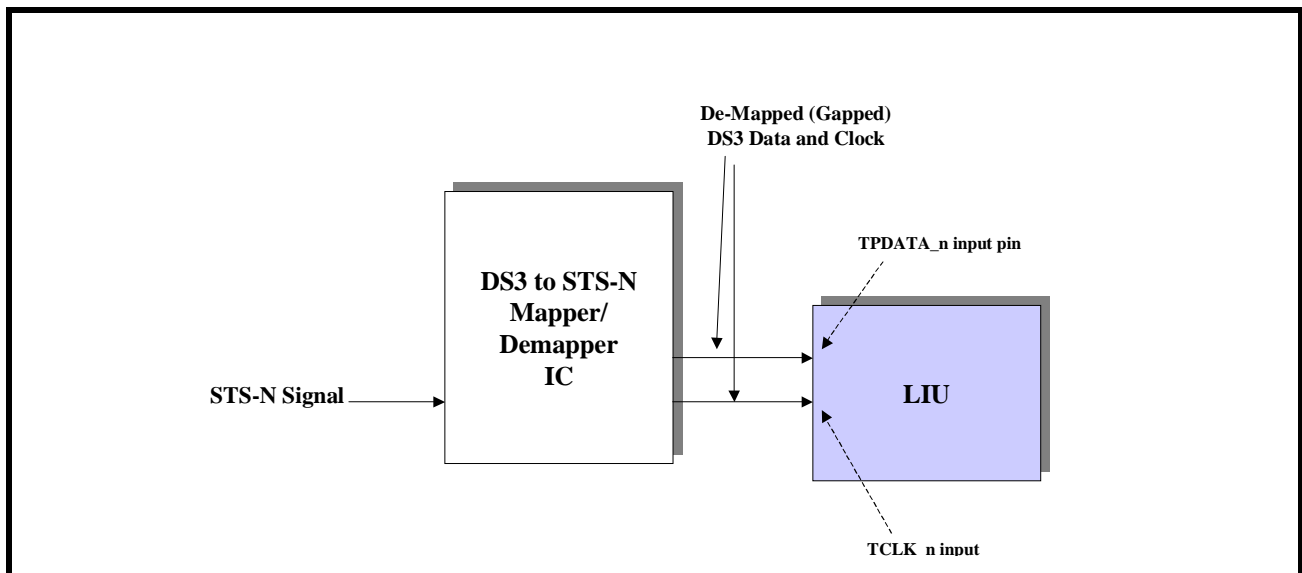 De-Mapped (Gapped)
DS3 Data and Clock
TPDATA_n input pin
DS3 to STS-N
Mapper/
Demapper
IC
STS-N Signal
LIU
TCLK_n input